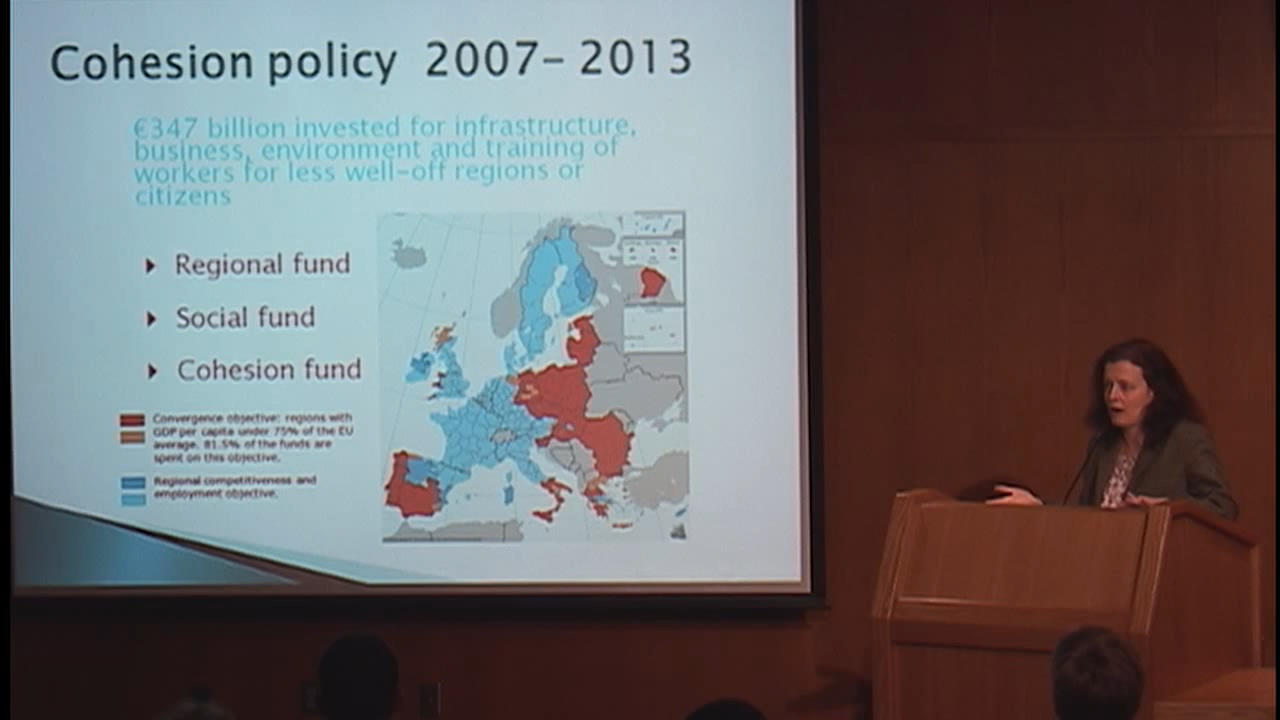 Cohesion policy 2007– 2013
€347 billion invested for infrastructure,
business, environment and training of
workers for less well-off regions or
citizens
Regional fund
Social fund
Cohesion fund
Convergence objective: regions with
GDP per capita under 75% of the EU
average. 81.5% of the funds are
spent on this objective.
Regional competitiveness and
employment objective.